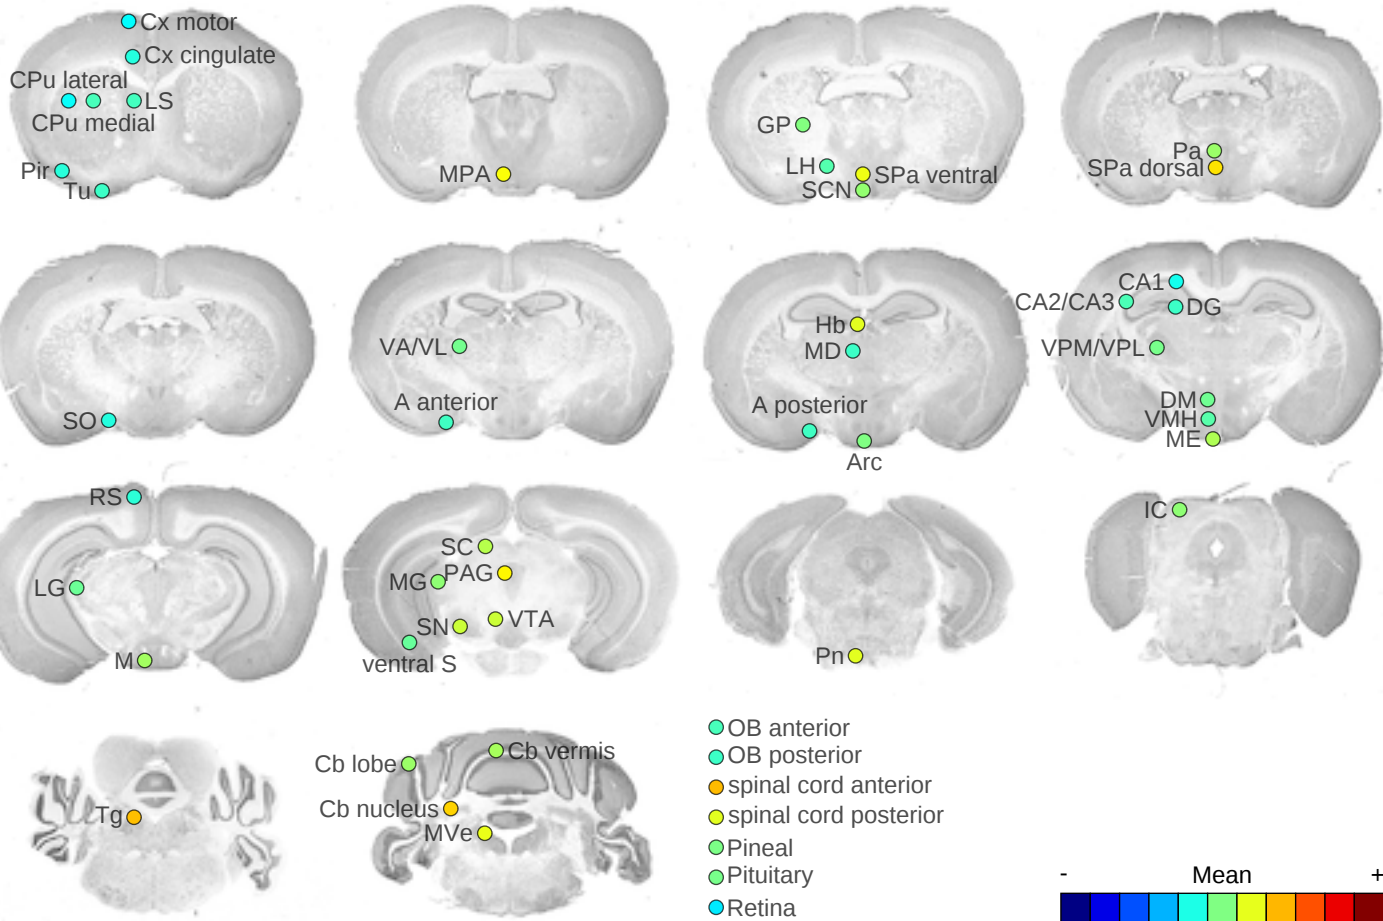 Cx motor
Cx cingulate
CPu lateral
LS
CPu medial
Pir
Tu
MPA
GP
LH
SPa ventral
SCN
Pa
SPa dorsal
SO
VA/VL
A anterior
Hb
MD
A posterior
Arc
CA1
CA2/CA3
DG
VPM/VPL
DM
VMH
ME
RS
LG
M
SC
PAG
MG
VTA
SN
ventral S
Pn
IC
Tg
Cb lobe
Cb vermis
Cb nucleus
MVe
OB anterior
OB posterior
spinal cord anterior
spinal cord posterior
Pineal
Pituitary
Retina
- Mean +